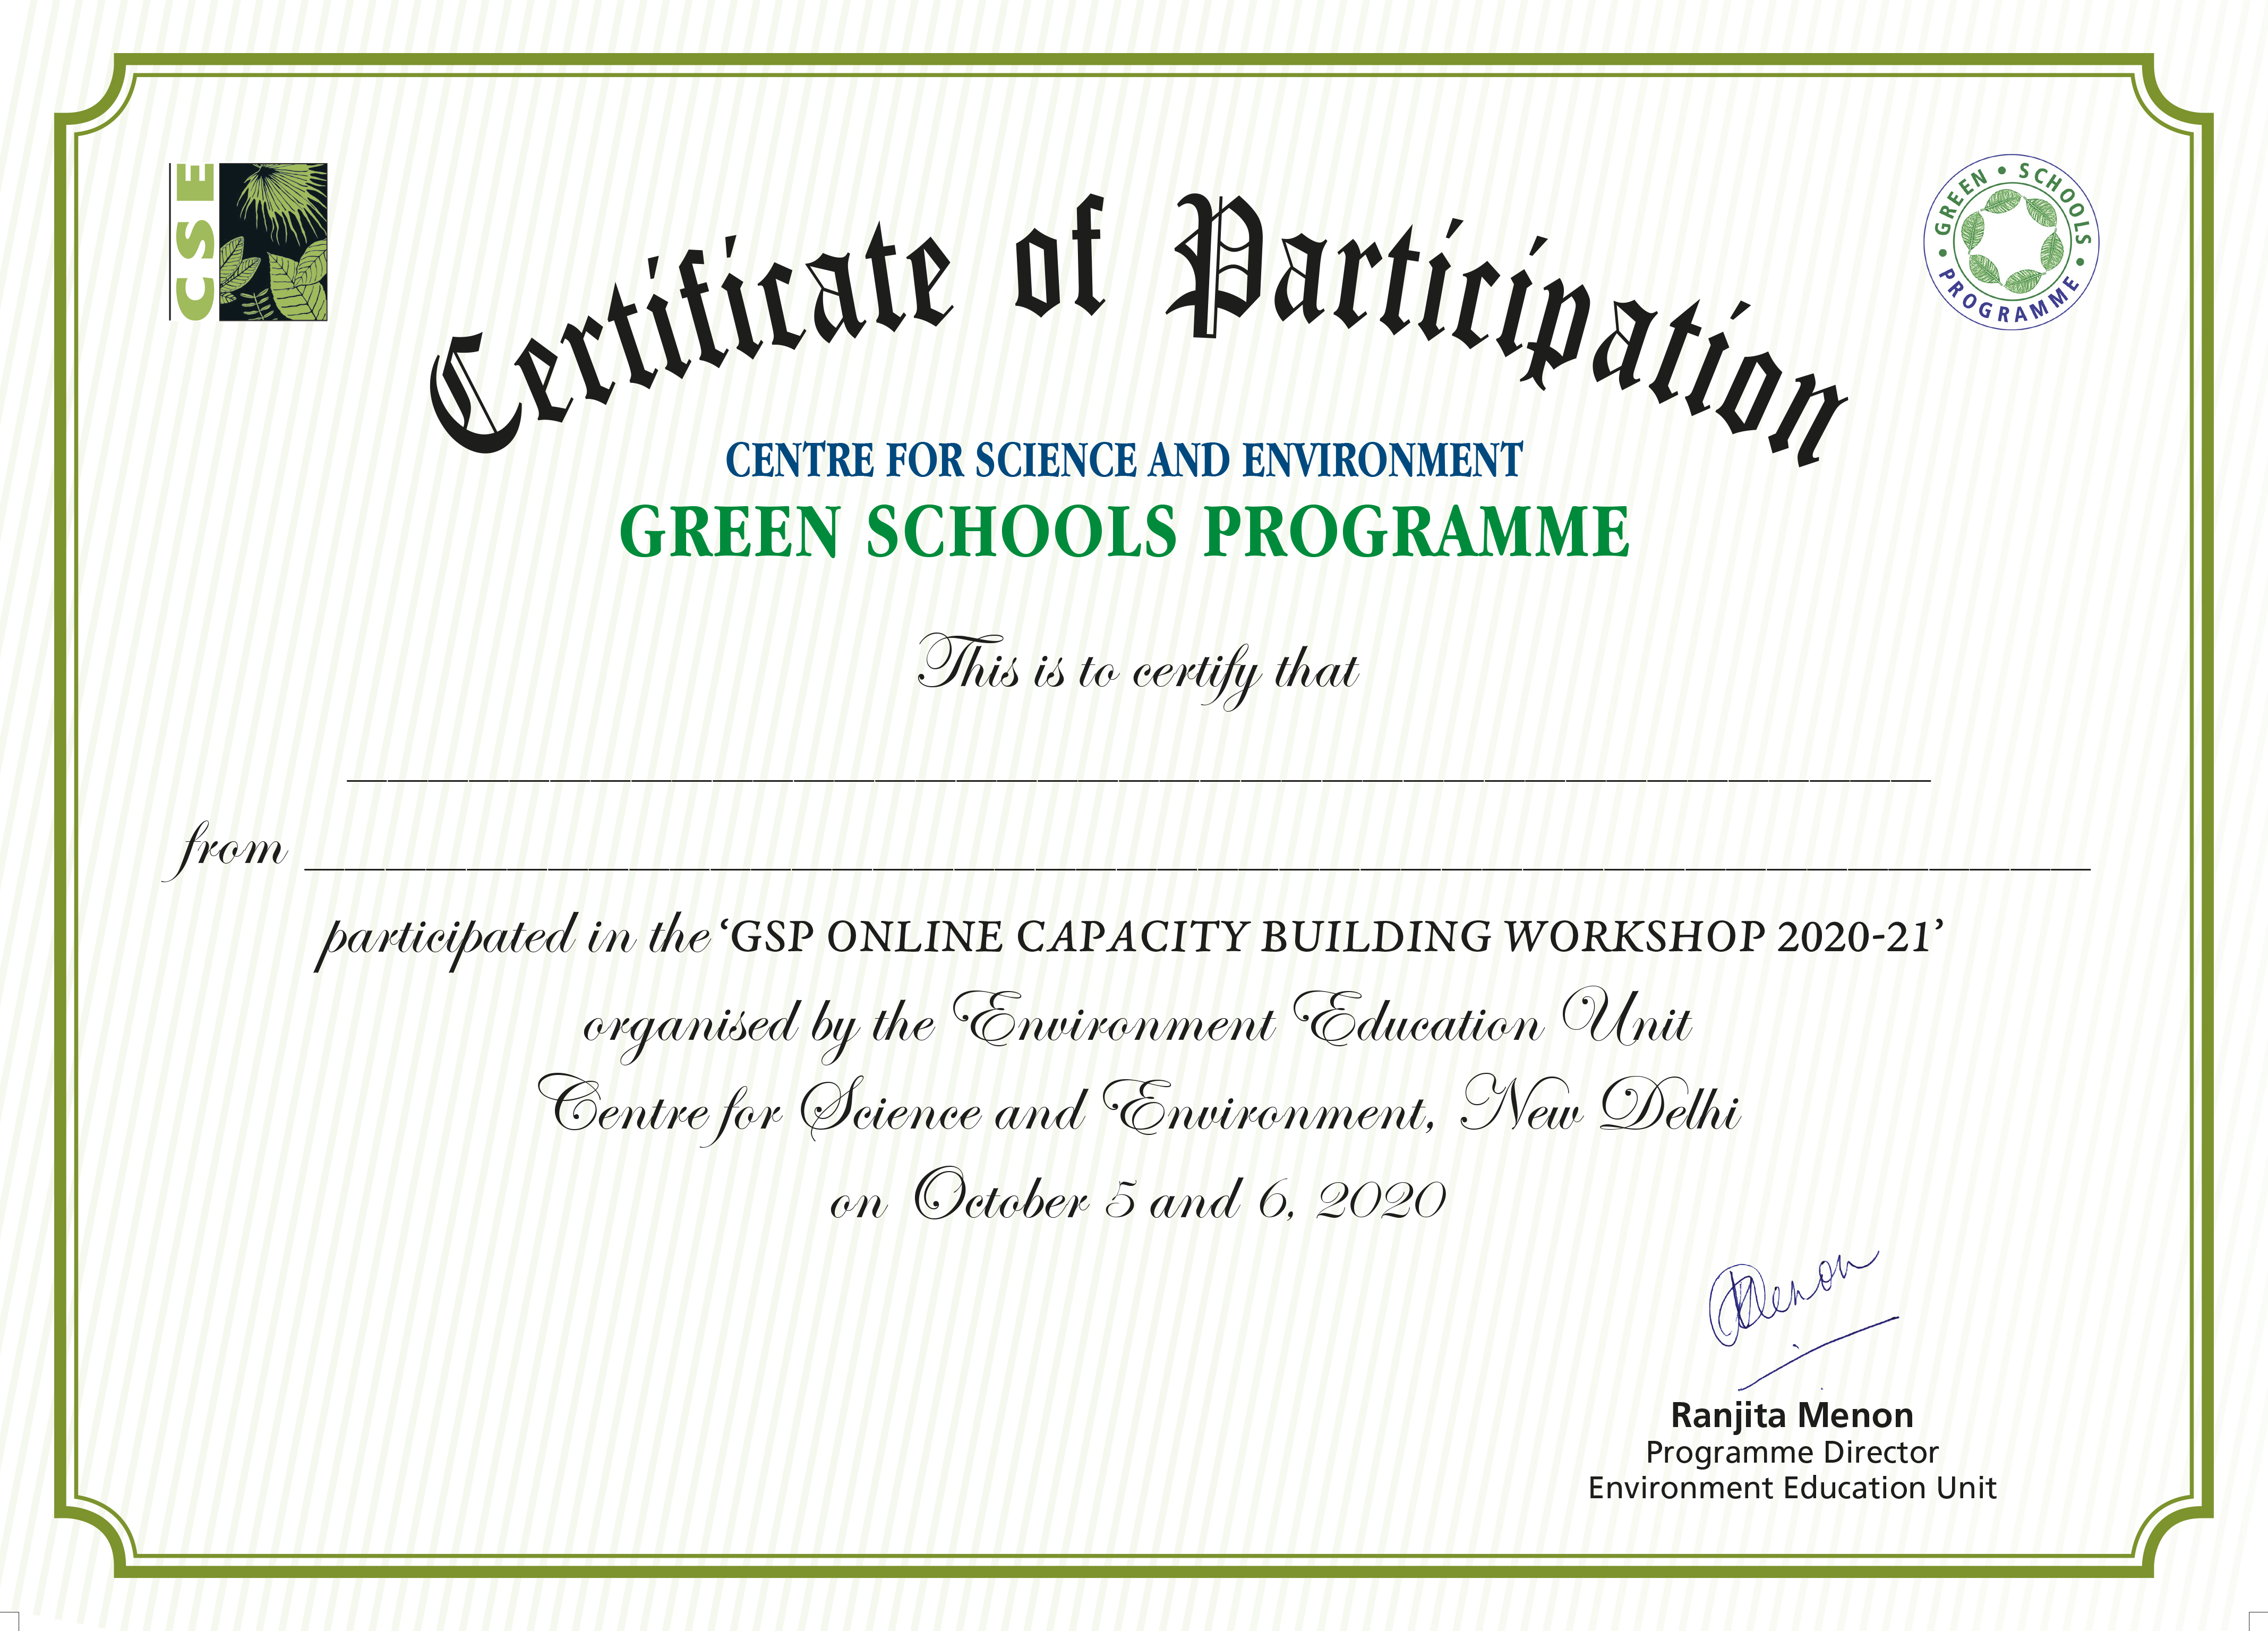 CSE
GREEN • SCHOOLS • PROGRAMME •
Certificate of Participation
CENTRE FOR SCIENCE AND ENVIRONMENT
GREEN SCHOOLS PROGRAMME
This is to certify that
from
participated in the ‘GSP ONLINE CAPACITY BUILDING WORKSHOP 2020-21’
organised by the Environment Education Unit
Centre for Science and Environment, New Delhi
on October 5 and 6, 2020
RMenon
Ranjita Menon
Programme Director
Environment Education Unit